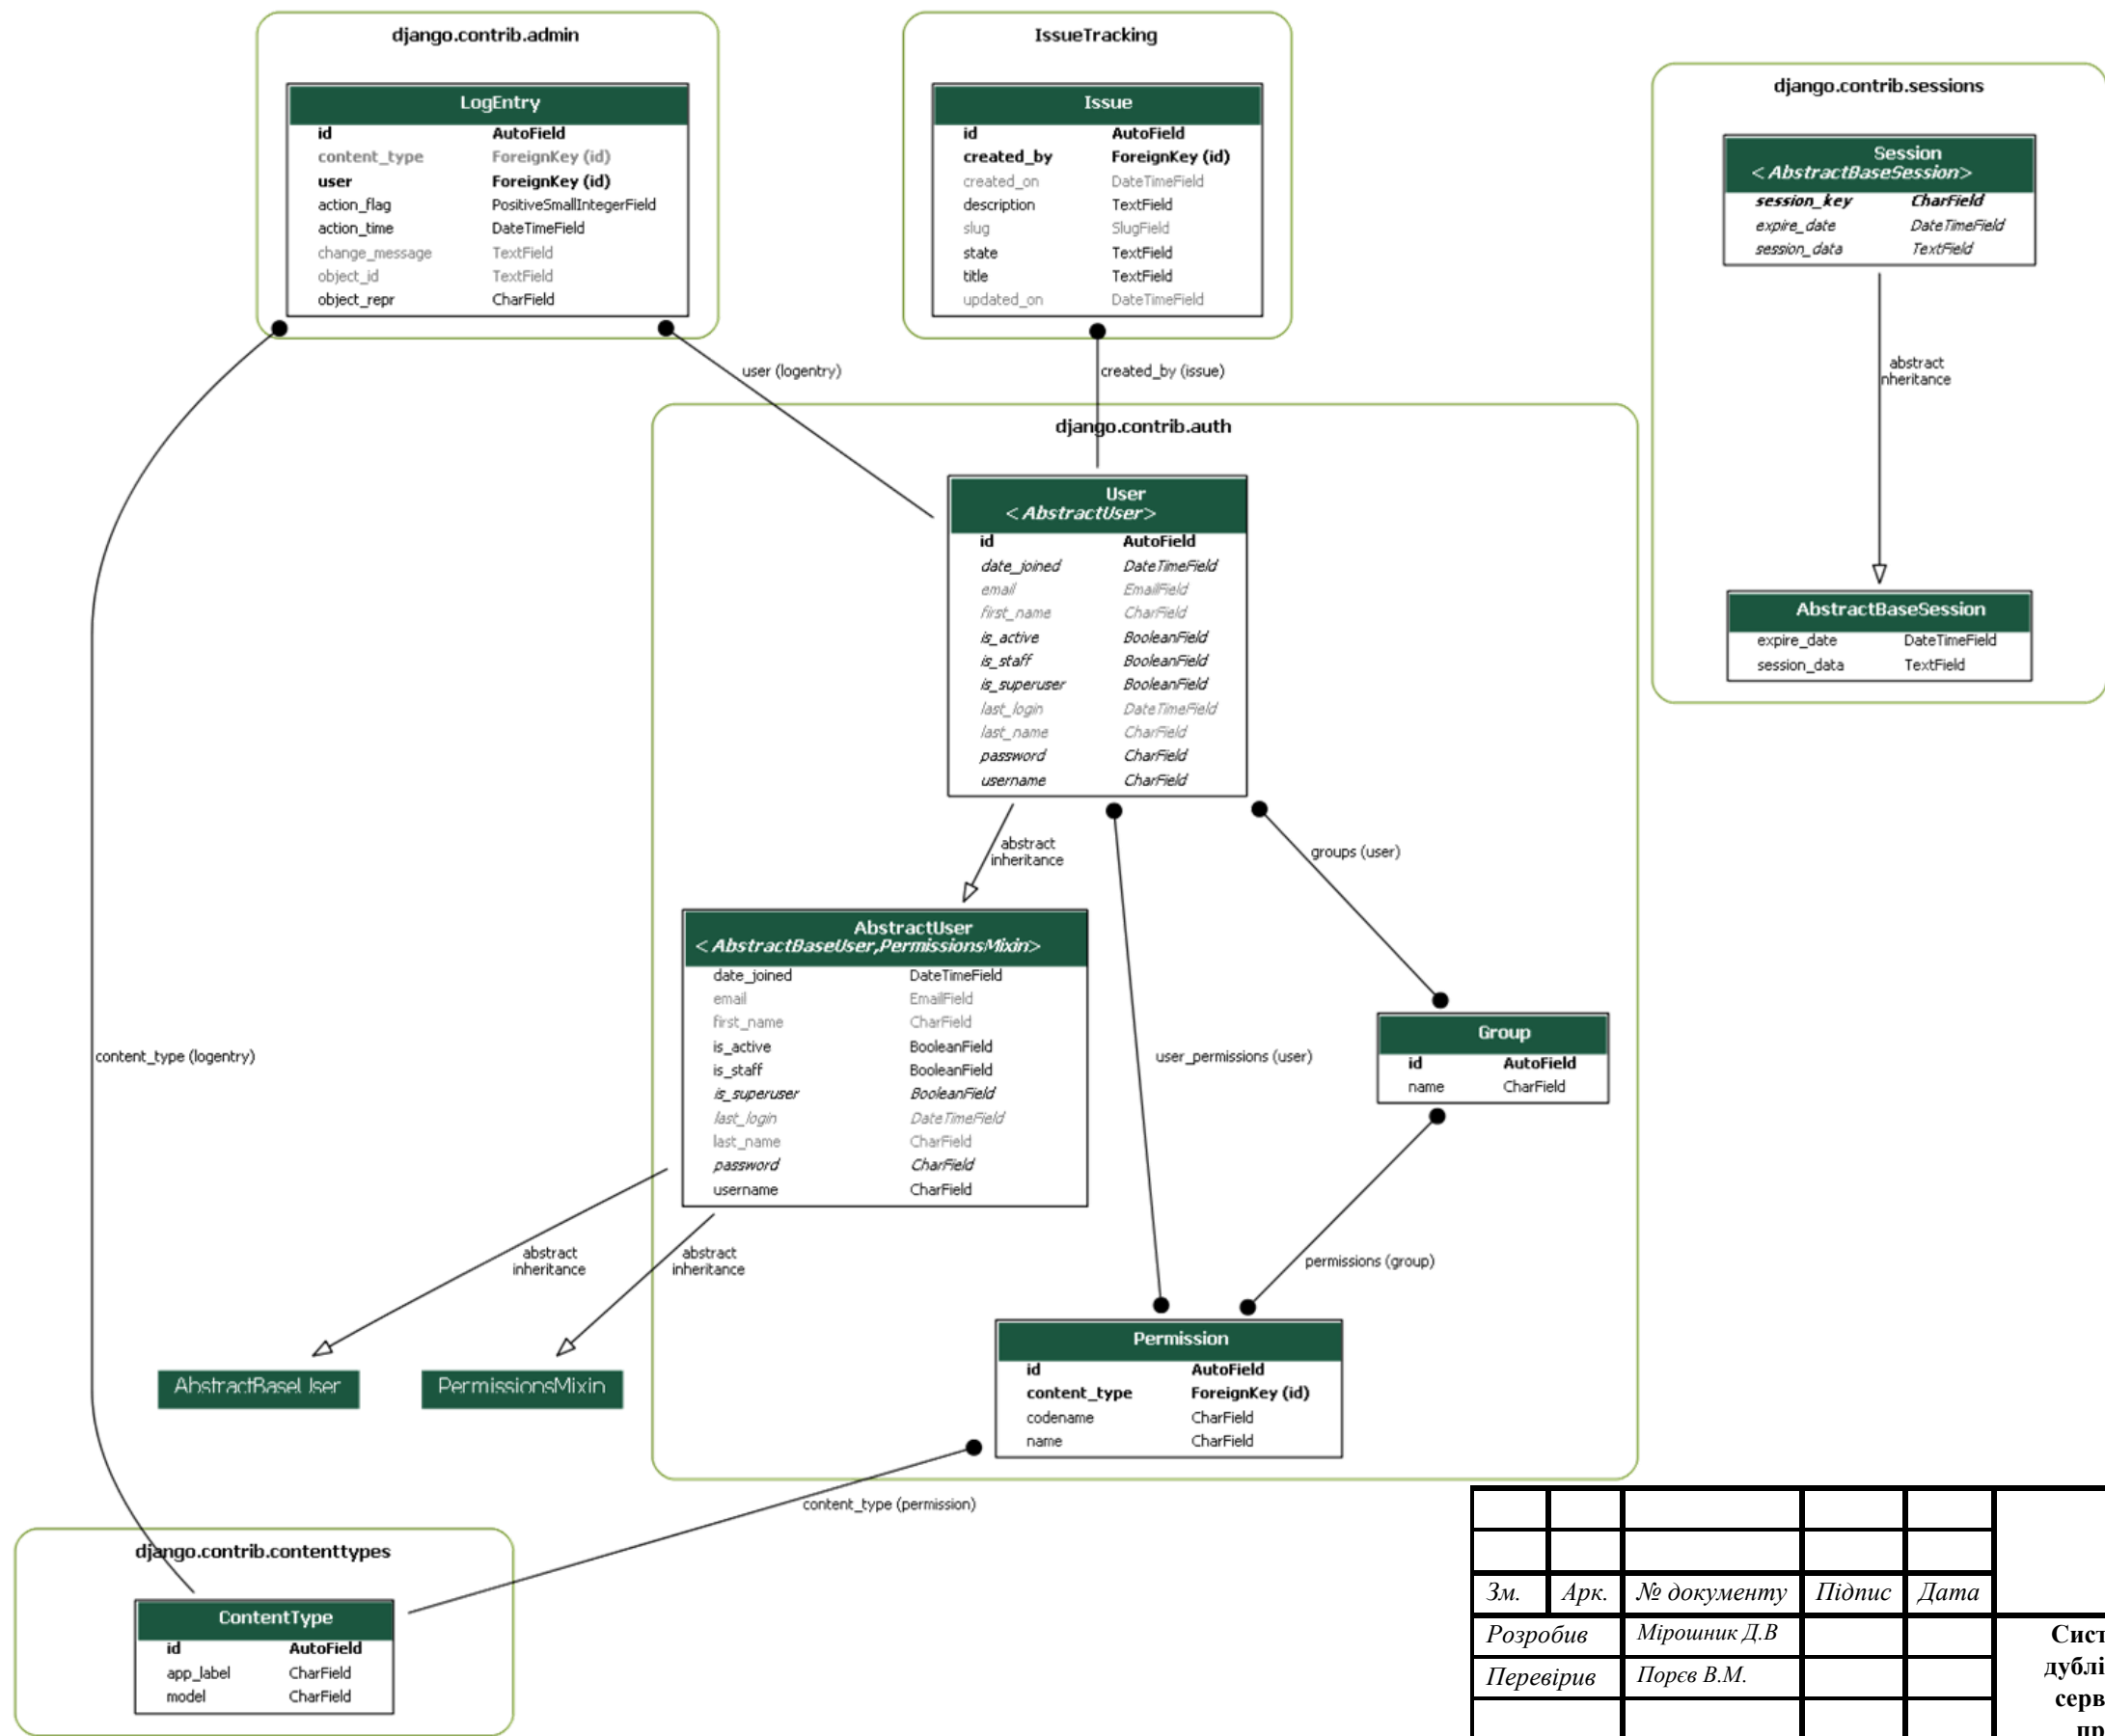 django.contrib.admin
LogEntry
id AutoField
content_type ForeignKey (id)
user ForeignKey (id)
action_flag PositiveSmallIntegerField
action_time DateTimeField
change_message TextField
object_id TextField
object_repr CharField
IssueTracking
Issue
id AutoField
created_by ForeignKey (id)
created_on DateTimeField
description TextField
slug SlugField
state TextField
title TextField
updated_on DateTimeField
django.contrib.sessions
Session
<AbstractBaseSession>
session_key CharField
expire_date DateTimeField
session_data TextField
abstract
nheritance
AbstractBaseSession
expire_date DateTimeField
session_data TextField
user (logentry)
created_by (issue)
django.contrib.auth
User
<AbstractUser>
id AutoField
date_joined DateTimeField
email EmailField
first_name CharField
is_active BooleanField
is_staff BooleanField
is_superuser BooleanField
last_login DateTimeField
last_name CharField
password CharField
username CharField
abstract
inheritance
groups (user)
AbstractUser
<AbstractBaseUser,PermissionsMixin>
date_joined DateTimeField
email EmailField
first_name CharField
is_active BooleanField
is_staff BooleanField
is_superuser BooleanField
last_login DateTimeField
last_name CharField
password CharField
username CharField
content_type (logentry)
user_permissions (user)
Group
id AutoField
name CharField
abstract
inheritance
abstract
inheritance
permissions (group)
AbstractBaseUser
PermissionsMixin
Permission
id AutoField
content_type ForeignKey (id)
codename CharField
name CharField
content_type (permission)
django.contrib.contenttypes
ContentType
id AutoField
app_label CharField
model CharField
Зм. Арк. № документу Підпис Дата
Розробив Мірошник Д.В
Перевірив Порєв В.М.
Сист
дублі
серв